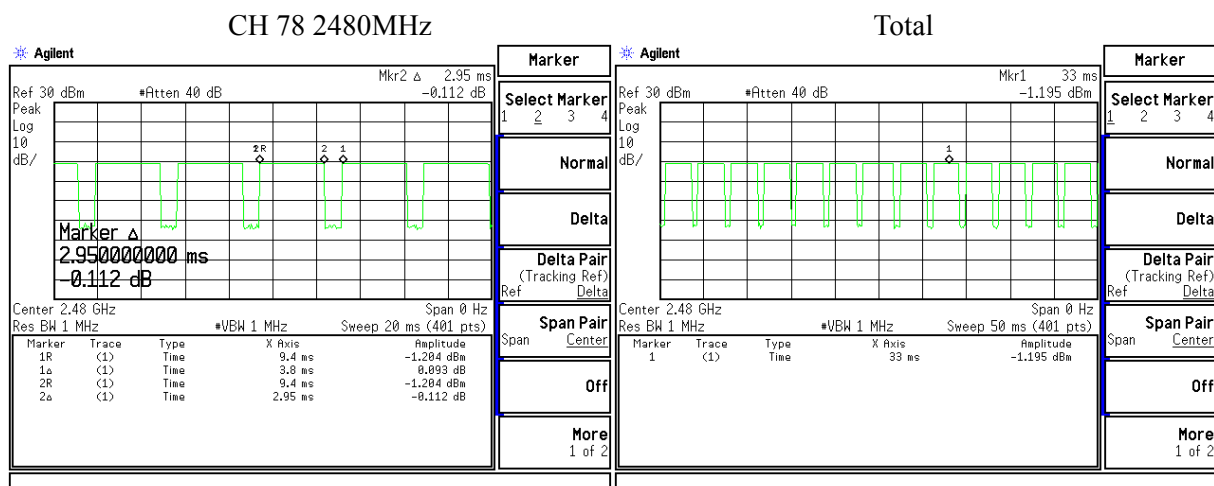 CH 78 2480MHz
Agilent
Marker
Mkr2 Δ 2.95 ms
Ref 30 dBm #Atten 40 dB -0.112 dB
Peak
Log
10
dB/
2R 2 1
Marker Δ
2.950000000 ms
-0.112 dB
Center 2.48 GHz Span 0 Hz
Res BW 1 MHz #VBW 1 MHz Sweep 20 ms (401 pts)
Marker Trace Type X Axis Amplitude
1R (1) Time 9.4 ms -1.204 dBm
1Δ (1) Time 3.8 ms 0.093 dB
2R (1) Time 9.4 ms -1.204 dBm
2Δ (1) Time 2.95 ms -0.112 dB
Select Marker
1 2 3 4
Normal
Delta
Delta Pair
(Tracking Ref)
Ref Delta
Span Pair
Span Center
Off
More
1 of 2
Total
Agilent
Marker
Mkr1 33 ms
Ref 30 dBm #Atten 40 dB -1.195 dBm
Peak
Log
10
dB/
1
Center 2.48 GHz Span 0 Hz
Res BW 1 MHz #VBW 1 MHz Sweep 50 ms (401 pts)
Marker Trace Type X Axis Amplitude
1 (1) Time 33 ms -1.195 dBm
Select Marker
1 2 3 4
Normal
Delta
Delta Pair
(Tracking Ref)
Ref Delta
Span Pair
Span Center
Off
More
1 of 2